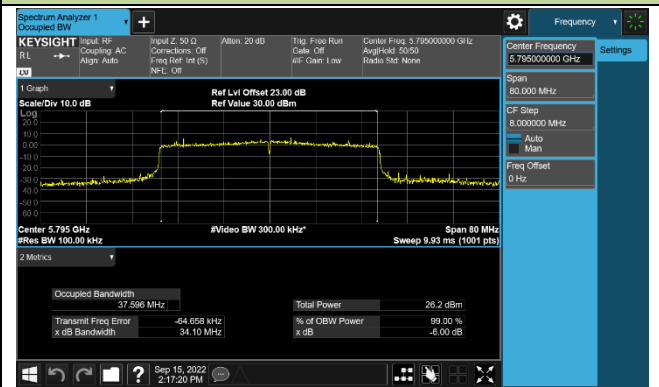 Spectrum Analyzer 1
Occupied BW
+
Frequency
KEYSIGHT
Input: RF
Coupling: AC
Align: Auto
Input Z: 50 Ω
Corrections: Off
Freq Ref: Int (S)
NFE: Off
Atten: 20 dB
Trig: Free Run
Gate: Off
#IF Gain: Low
Center Freq: 5.795000000 GHz
Avg|Hold: 50/50
Radio Std: None
RL
LXI
Center Frequency
5.795000000 GHz
Settings
Span
80.000 MHz
CF Step
8.000000 MHz
Auto
Man
Freq Offset
0 Hz
1 Graph
Scale/Div 10.0 dB
Ref Lvl Offset 23.00 dB
Ref Value 30.00 dBm
Log
20.0
10.0
0.00
-10.0
-20.0
-30.0
-40.0
-50.0
-60.0
Center 5.795 GHz
#Res BW 100.00 kHz
#Video BW 300.00 kHz*
Span 80 MHz
Sweep 9.93 ms (1001 pts)
2 Metrics
Occupied Bandwidth
37.596 MHz
Total Power 26.2 dBm
Transmit Freq Error -64.658 kHz
% of OBW Power 99.00 %
x dB Bandwidth 34.10 MHz
x dB -6.00 dB
?
Sep 15, 2022
2:17:20 PM